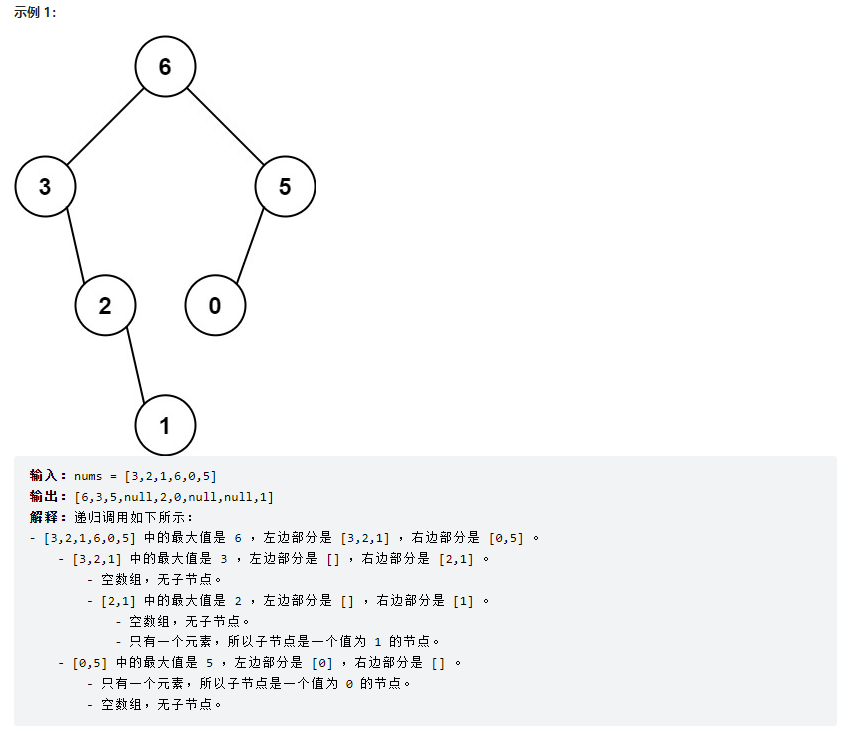 示例 1：
6
3
5
2
0
1
输入：nums = [3,2,1,6,0,5]
输出：[6,3,5,null,2,0,null,null,1]
解释：递归调用如下所示：
- [3,2,1,6,0,5] 中的最大值是 6 ，左边部分是 [3,2,1] ，右边部分是 [0,5] 。
- [3,2,1] 中的最大值是 3 ，左边部分是 [] ，右边部分是 [2,1] 。
- 空数组，无子节点。
- [2,1] 中的最大值是 2 ，左边部分是 [] ，右边部分是 [1] 。
- 空数组，无子节点。
- 只有一个元素，所以子节点是一个值为 1 的节点。
- [0,5] 中的最大值是 5 ，左边部分是 [0] ，右边部分是 [] 。
- 只有一个元素，所以子节点是一个值为 0 的节点。
- 空数组，无子节点。